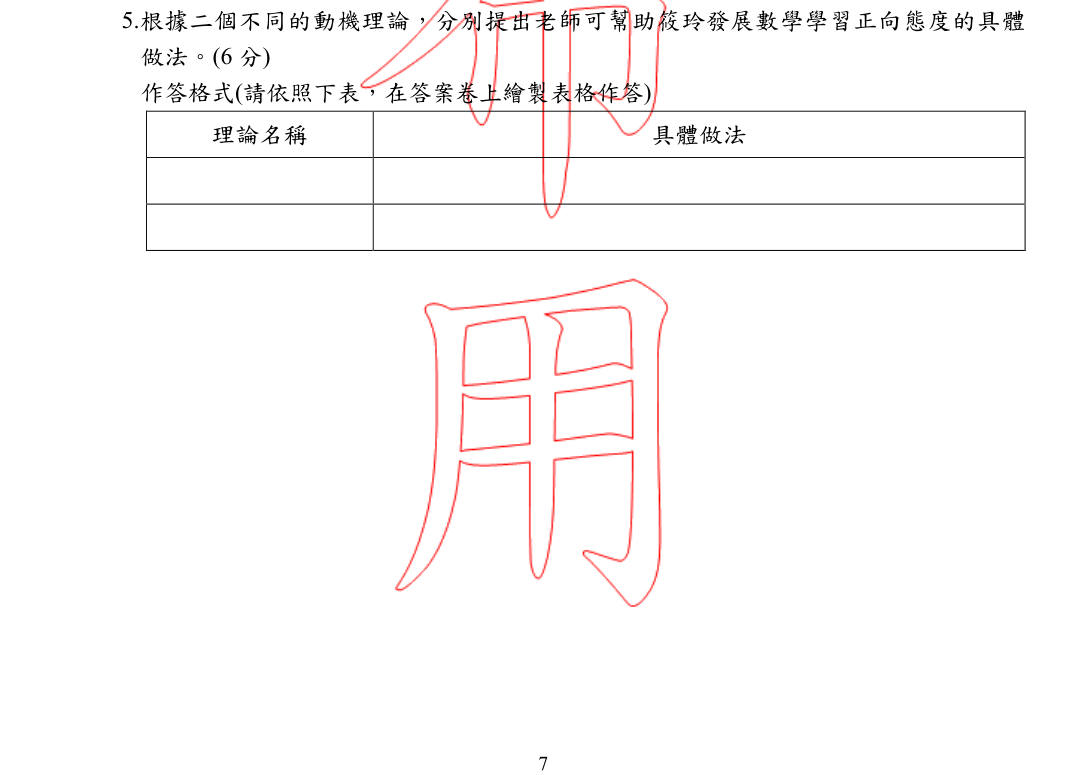 5.根據二個不同的動機理論，分別提出老師可幫助筱玲發展數學學習正向態度的具體
做法。(6 分)
作答格式(請依照下表，在答案卷上繪製表格作答)
理論名稱 具體做法
用
7